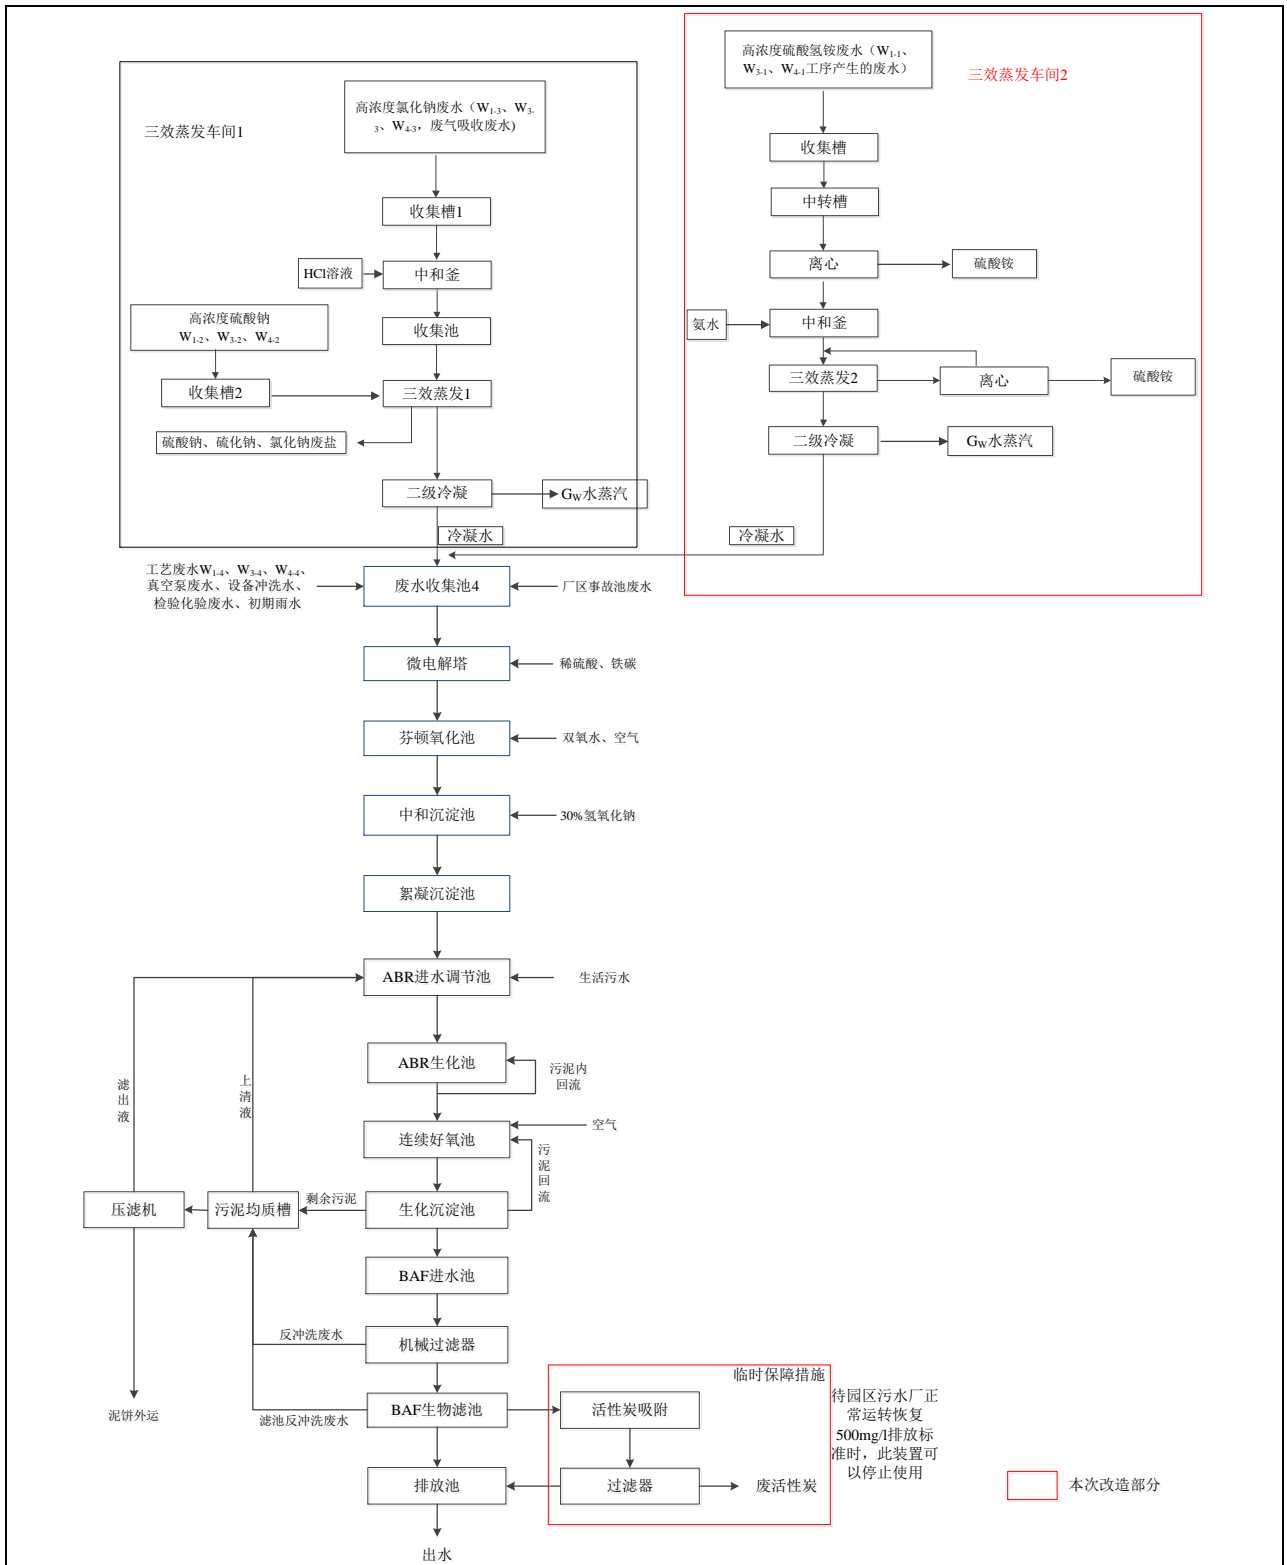 三效蒸发车间1
高浓度氯化钠废水（W1-3、W3-
3、W4-3，废气吸收废水)
收集槽1
HCl溶液
中和釜
高浓度硫酸钠
W1-2、W3-2、W4-2
收集池
收集槽2
三效蒸发1
硫酸钠、硫化钠、氯化钠废盐
二级冷凝
GW水蒸汽
冷凝水
高浓度硫酸氢铵废水（W1-1、
W3-1、W4-1工序产生的废水）
三效蒸发车间2
收集槽
中转槽
离心
硫酸铵
氨水
中和釜
三效蒸发2
离心
硫酸铵
二级冷凝
GW水蒸汽
冷凝水
工艺废水W1-4、W3-4、W4-4、
真空泵废水、设备冲洗水、
检验化验废水、初期雨水
废水收集池4
厂区事故池废水
微电解塔
稀硫酸、铁碳
芬顿氧化池
双氧水、空气
中和沉淀池
30%氢氧化钠
絮凝沉淀池
ABR进水调节池
生活污水
ABR生化池
污泥内
回流
滤出液
上清液
连续好氧池
空气
污泥回流
压滤机
污泥均质槽
剩余污泥
生化沉淀池
BAF进水池
反冲洗废水
机械过滤器
泥饼外运
滤池反冲洗废水
BAF生物滤池
临时保障措施
活性炭吸附
待园区污水厂正
常运转恢复
500mg/l排放标
准时，此装置可
以停止使用
排放池
过滤器
废活性炭
本次改造部分
出水